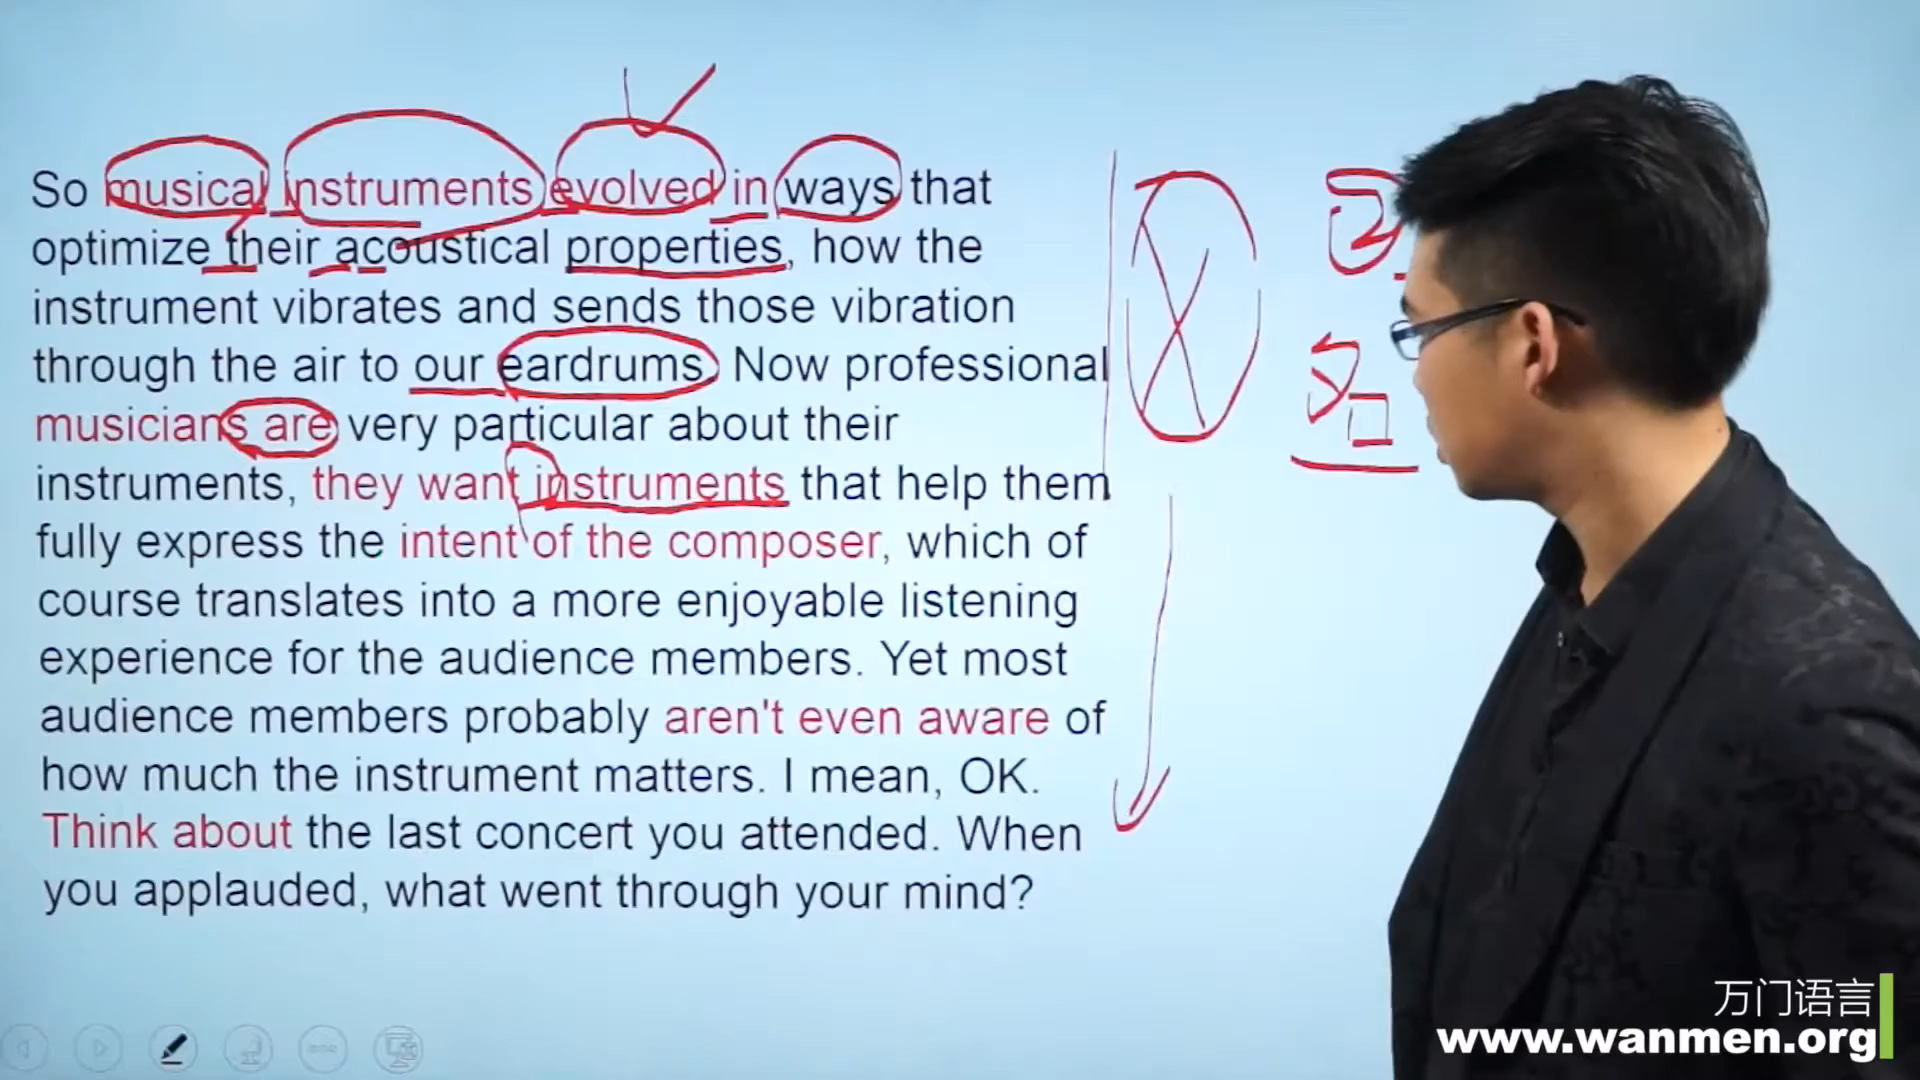 So musical instruments evolved in ways that
optimize their acoustical properties, how the
instrument vibrates and sends those vibration
through the air to our eardrums. Now professional
musicians are very particular about their
instruments, they want instruments that help them
fully express the intent of the composer, which of
course translates into a more enjoyable listening
experience for the audience members. Yet most
audience members probably aren't even aware of
how much the instrument matters. I mean, OK.
Think about the last concert you attended. When
you applauded, what went through your mind?
万门语言
www.wanmen.org